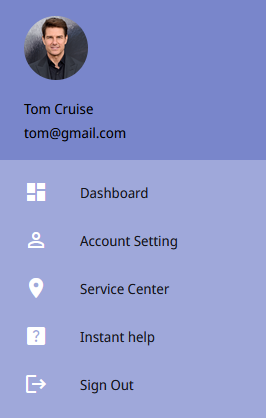 Tom Cruise
tom@gmail.com
Dashboard
Account Setting
Service Center
Instant help
Sign Out